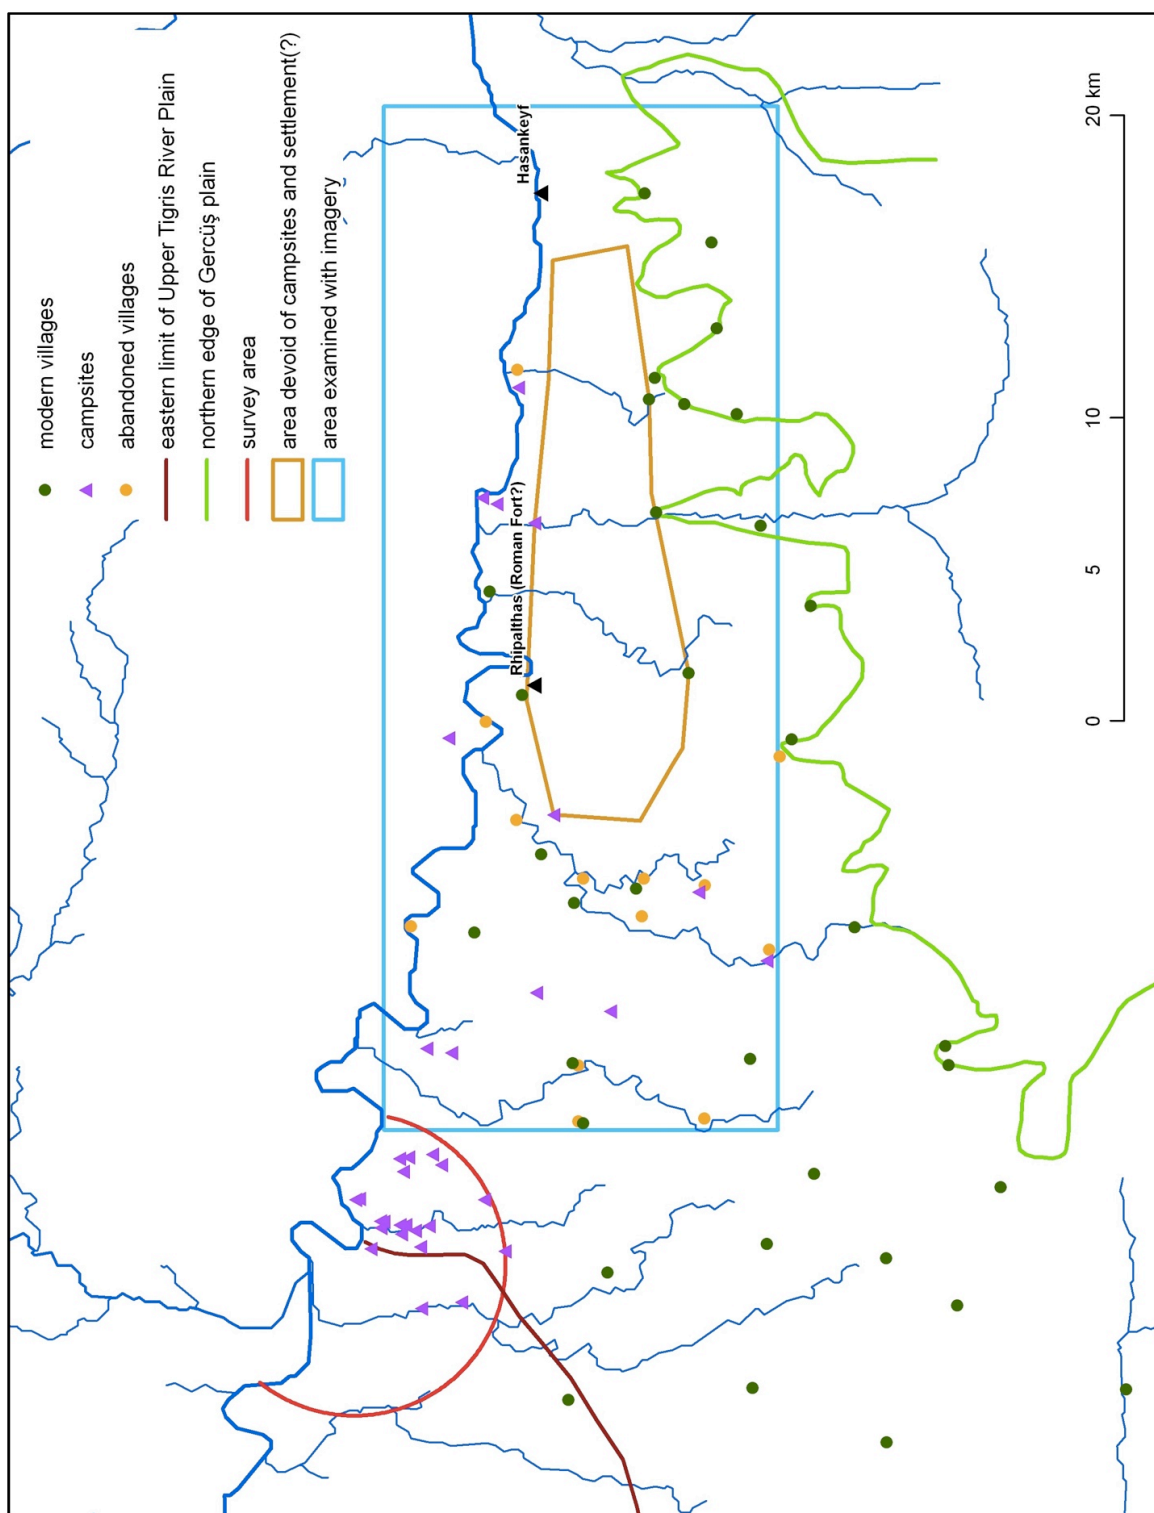 modern villages
campsites
abandoned villages
eastern limit of Upper Tigris River Plain
northern edge of Gercüş plain
survey area
area devoid of campsites and settlement(?)
area examined with imagery
Hasankeyf
Rhipalthas (Roman Fort?)
0 5 10 20 km